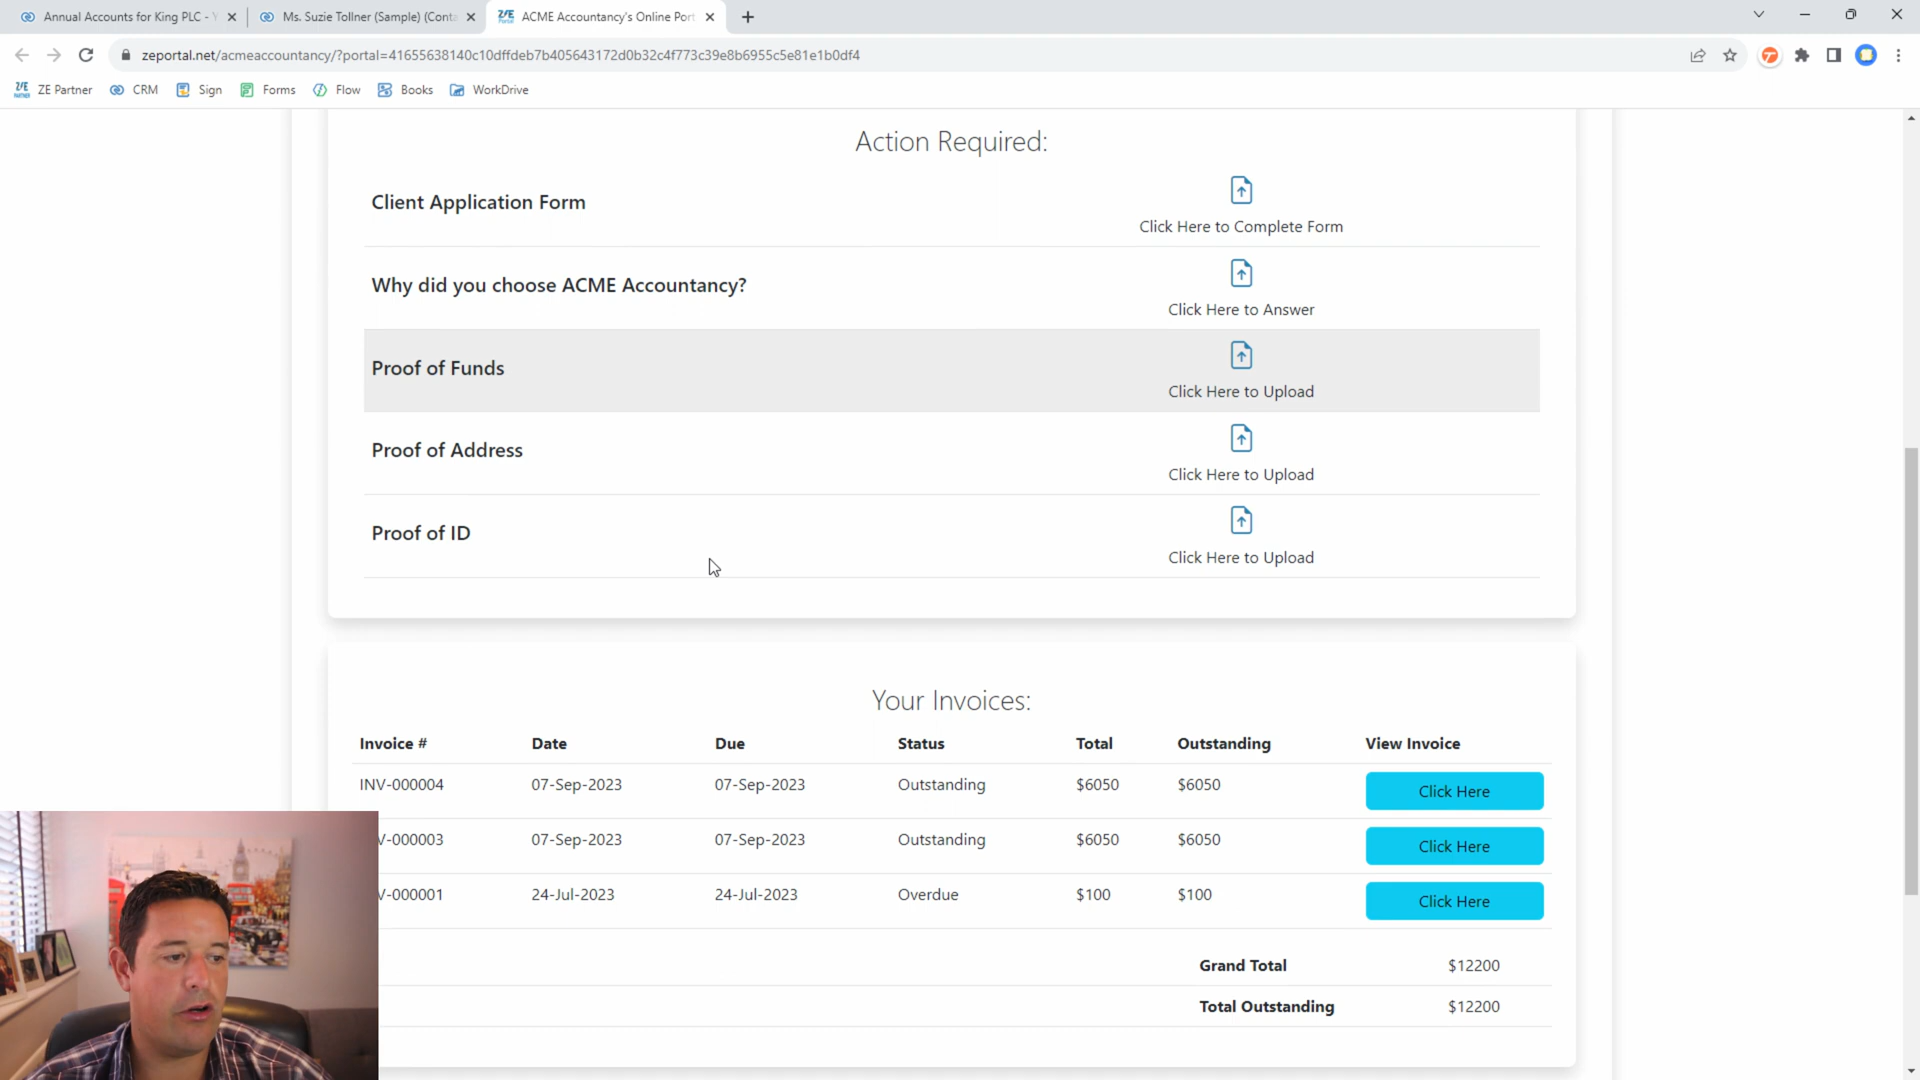 Annual Accounts for King PLC -
Ms. Suzie Tollner (Sample) (Conta
ZE Portal
ACME Accountancy's Online Port
zeportal.net/acmeaccountancy/?portal=41655638140c10dffdeb7b405643172d0b32c4f773c39e8b6955c5e81e1b0df4
ZE Partner
CRM
Sign
Forms
Flow
Books
WorkDrive
Action Required:
Client Application Form
Click Here to Complete Form
Why did you choose ACME Accountancy?
Click Here to Answer
Proof of Funds
Click Here to Upload
Proof of Address
Click Here to Upload
Proof of ID
Click Here to Upload
Your Invoices:
Invoice # Date Due Status Total Outstanding View Invoice
INV-000004 07-Sep-2023 07-Sep-2023 Outstanding $6050 $6050 Click Here
V-000003 07-Sep-2023 07-Sep-2023 Outstanding $6050 $6050 Click Here
V-000001 24-Jul-2023 24-Jul-2023 Overdue $100 $100 Click Here
Grand Total $12200
Total Outstanding $12200